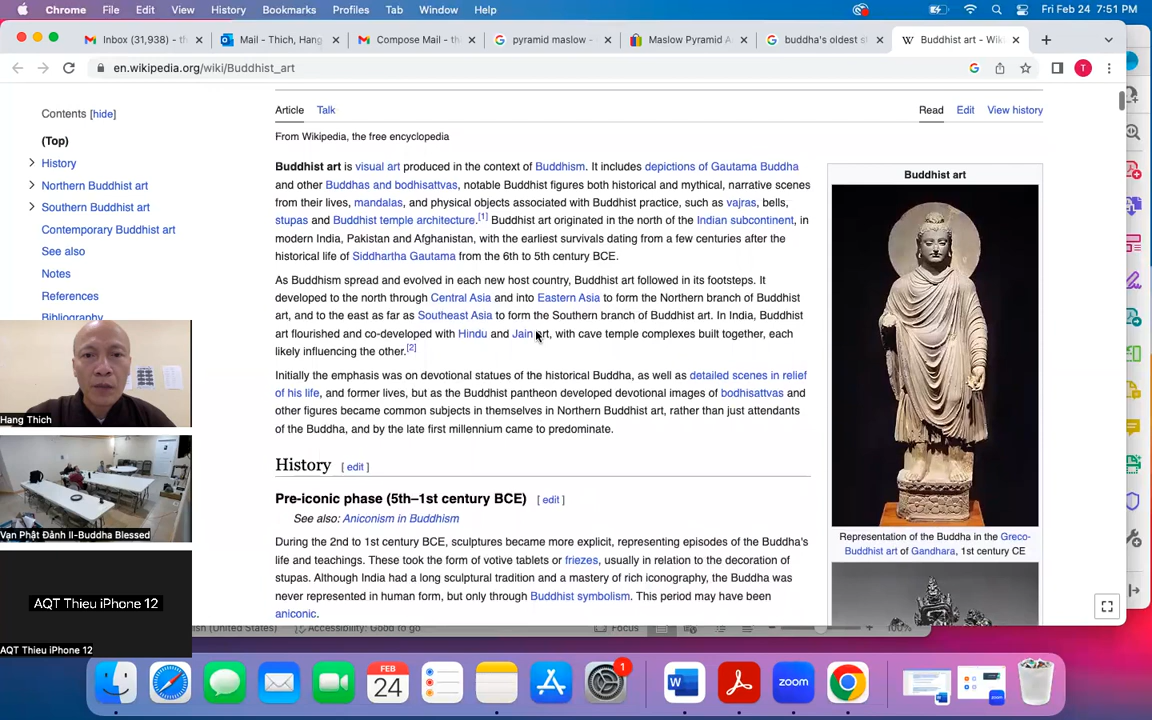 Chrome File Edit View History Bookmarks Profiles Tab Window Help Fri Feb 24 7:51 PM
Inbox (31,938) - th Mail - Thich, Hang Compose Mail - the pyramid maslow - Maslow Pyramid A buddha's oldest s Buddhist art - Wiki
en.wikipedia.org/wiki/Buddhist_art T
Contents [hide]
(Top)
History
Northern Buddhist art
Southern Buddhist art
Contemporary Buddhist art
See also
Notes
References
Bibliography
Article Talk Read Edit View history
From Wikipedia, the free encyclopedia
Buddhist art is visual art produced in the context of Buddhism. It includes depictions of Gautama Buddha
and other Buddhas and bodhisattvas, notable Buddhist figures both historical and mythical, narrative scenes
from their lives, mandalas, and physical objects associated with Buddhist practice, such as vajras, bells,
stupas and Buddhist temple architecture.[1] Buddhist art originated in the north of the Indian subcontinent, in
modern India, Pakistan and Afghanistan, with the earliest survivals dating from a few centuries after the
historical life of Siddhartha Gautama from the 6th to 5th century BCE.
As Buddhism spread and evolved in each new host country, Buddhist art followed in its footsteps. It
developed to the north through Central Asia and into Eastern Asia to form the Northern branch of Buddhist
art, and to the east as far as Southeast Asia to form the Southern branch of Buddhist art. In India, Buddhist
art flourished and co-developed with Hindu and Jain art, with cave temple complexes built together, each
likely influencing the other.[2]
Initially the emphasis was on devotional statues of the historical Buddha, as well as detailed scenes in relief
of his life, and former lives, but as the Buddhist pantheon developed devotional images of bodhisattvas and
other figures became common subjects in themselves in Northern Buddhist art, rather than just attendants
of the Buddha, and by the late first millennium came to predominate.
History [ edit ]
Pre-iconic phase (5th–1st century BCE) [ edit ]
See also: Aniconism in Buddhism
During the 2nd to 1st century BCE, sculptures became more explicit, representing episodes of the Buddha's
life and teachings. These took the form of votive tablets or friezes, usually in relation to the decoration of
stupas. Although India had a long sculptural tradition and a mastery of rich iconography, the Buddha was
never represented in human form, but only through Buddhist symbolism. This period may have been
aniconic.
Buddhist art
Representation of the Buddha in the Greco-
Buddhist art of Gandhara, 1st century CE
Hang Thich
Vạn Phật Đảnh II-Buddha Blessed
AQT Thieu iPhone 12
AQT Thieu iPhone 12
(United States) Accessibility: Good to go Focus 100%
FEB
24
1
W
zoom